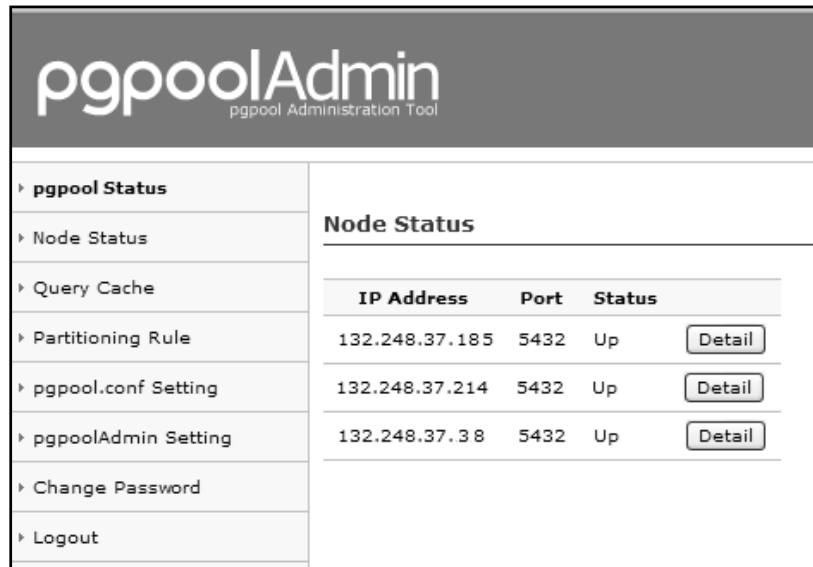 pgpoolAdmin
pgpool Administration Tool
pgpool Status
Node Status
Query Cache
Partitioning Rule
pgpool.conf Setting
pgpoolAdmin Setting
Change Password
Logout
Node Status
IP Address Port Status
132.248.37.185 5432 Up Detail
132.248.37.214 5432 Up Detail
132.248.37.38 5432 Up Detail